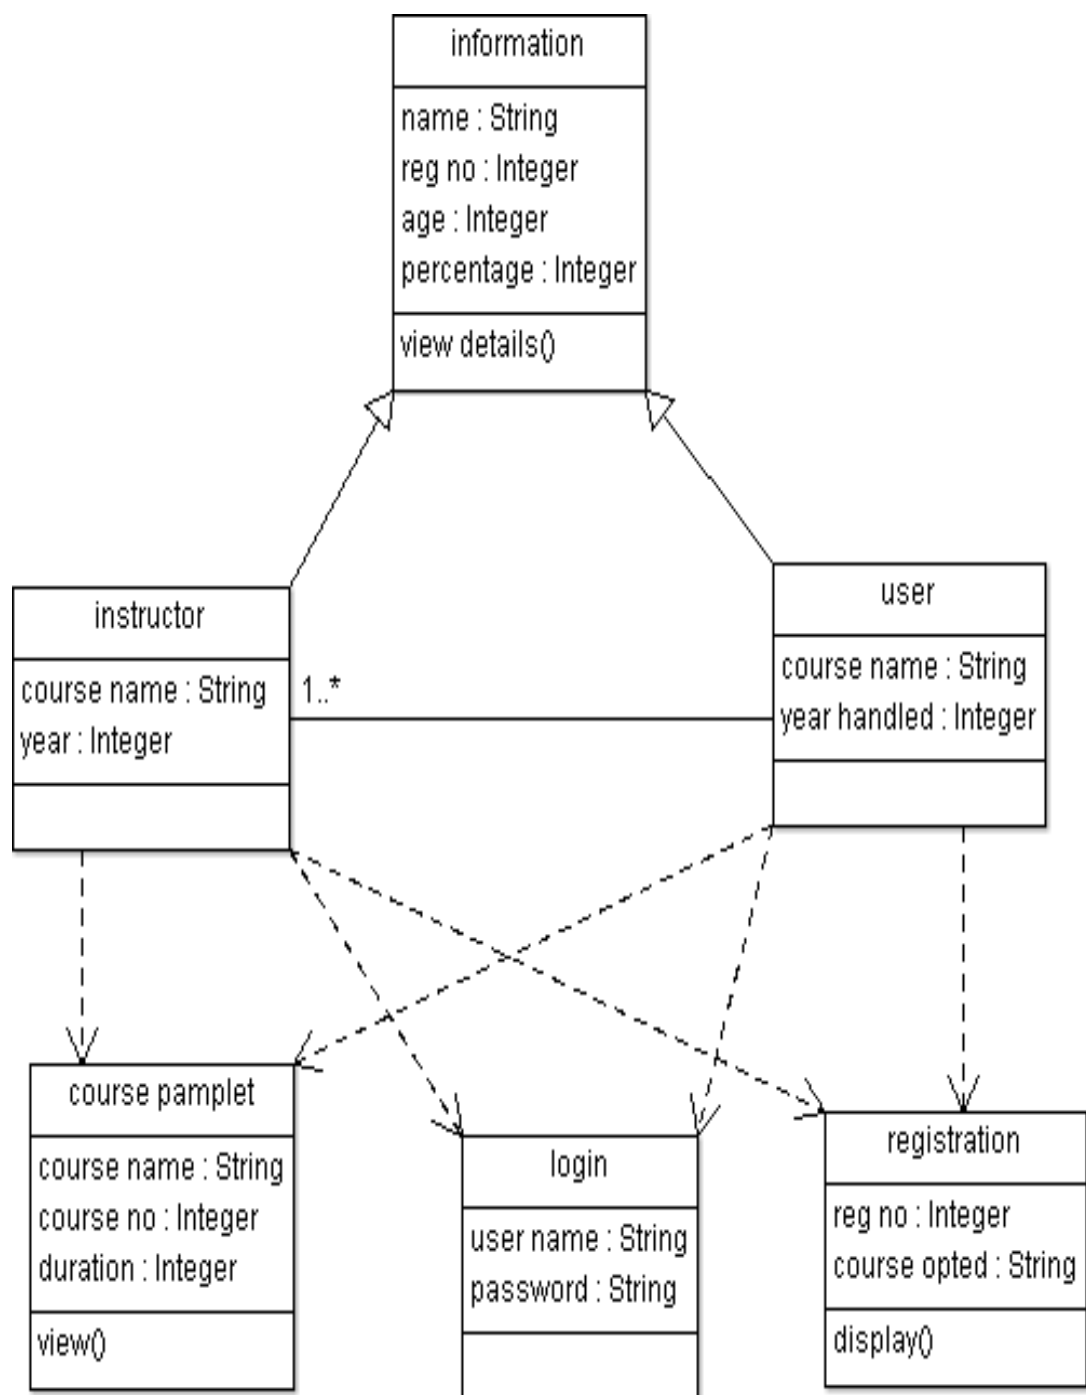 information
name : String
reg no : Integer
age : Integer
percentage : Integer
view details()
instructor
course name : String
year : Integer
1..*
user
course name : String
year handled : Integer
course pamplet
course name : String
course no : Integer
duration : Integer
view()
login
user name : String
password : String
registration
reg no : Integer
course opted : String
display()